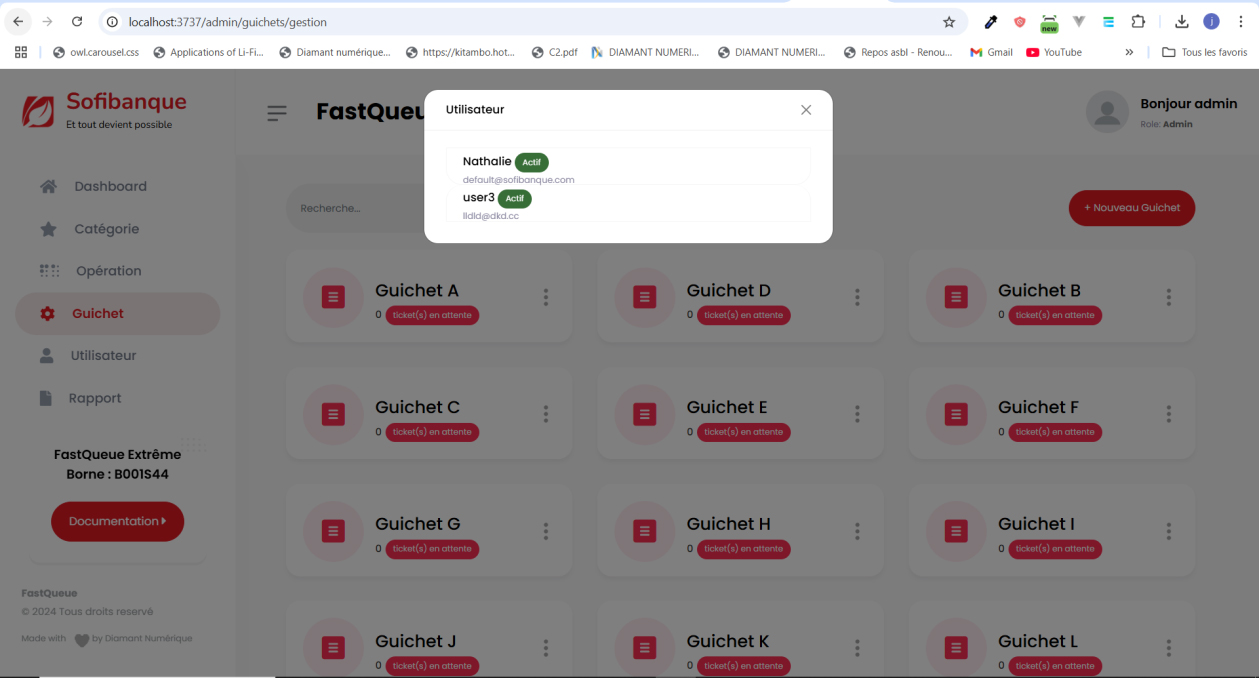 localhost:3737/admin/guichets/gestion
new
owl.carousel.css
Applications of Li-Fi...
Diamant numérique...
https://kitambo.hot...
C2.pdf
DIAMANT NUMERI...
DIAMANT NUMERI...
Repos asbl - Renou...
Gmail
YouTube
»
Tous les favoris
Sofibanque
Et tout devient possible
FastQueu
Utilisateur
Bonjour admin
Role: Admin
Nathalie Actif
default@sofibanque.com
user3 Actif
lldld@dkd.cc
Dashboard
Catégorie
Opération
Guichet
Utilisateur
Rapport
FastQueue Extrême
Borne : B001S44
Documentation
FastQueue
© 2024 Tous droits reservé
Made with by Diamant Numérique
Recherche...
+ Nouveau Guichet
Guichet A
0 ticket(s) en attente
Guichet D
0 ticket(s) en attente
Guichet B
0 ticket(s) en attente
Guichet C
0 ticket(s) en attente
Guichet E
0 ticket(s) en attente
Guichet F
0 ticket(s) en attente
Guichet G
0 ticket(s) en attente
Guichet H
0 ticket(s) en attente
Guichet I
0 ticket(s) en attente
Guichet J
0 ticket(s) en attente
Guichet K
0 ticket(s) en attente
Guichet L
0 ticket(s) en attente